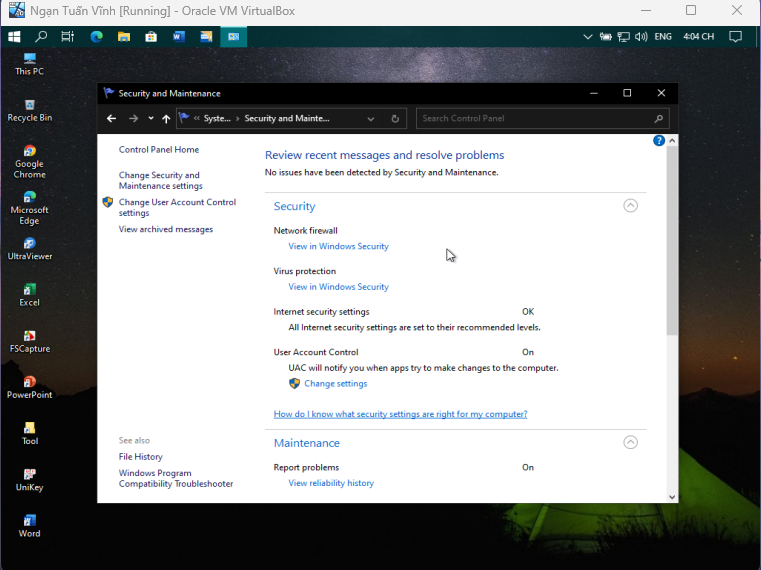 Ngạn Tuấn Vĩnh [Running] - Oracle VM VirtualBox
ENG
4:04 CH
This PC
Recycle Bin
Google
Chrome
Microsoft
Edge
UltraViewer
Excel
FSCapture
PowerPoint
Tool
UniKey
Word
Security and Maintenance
« Syste... › Security and Mainte...
Search Control Panel
Control Panel Home
Change Security and
Maintenance settings
Change User Account Control
settings
View archived messages
See also
File History
Windows Program
Compatibility Troubleshooter
?
Review recent messages and resolve problems
No issues have been detected by Security and Maintenance.
Security
Network firewall
View in Windows Security
Virus protection
View in Windows Security
Internet security settings OK
All Internet security settings are set to their recommended levels.
User Account Control On
UAC will notify you when apps try to make changes to the computer.
Change settings
How do I know what security settings are right for my computer?
Maintenance
Report problems On
View reliability history